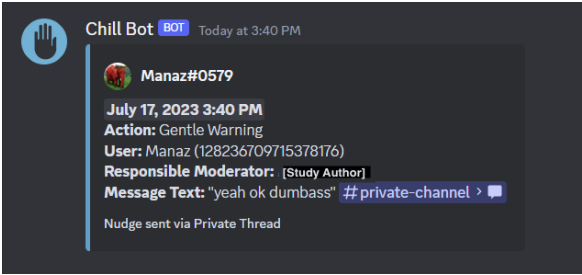 Chill Bot BOT Today at 3:40 PM
Manaz#0579
July 17, 2023 3:40 PM
Action: Gentle Warning
User: Manaz (128236709715378176)
Responsible Moderator: [Study Author]
Message Text: "yeah ok dumbass" #private-channel >
Nudge sent via Private Thread